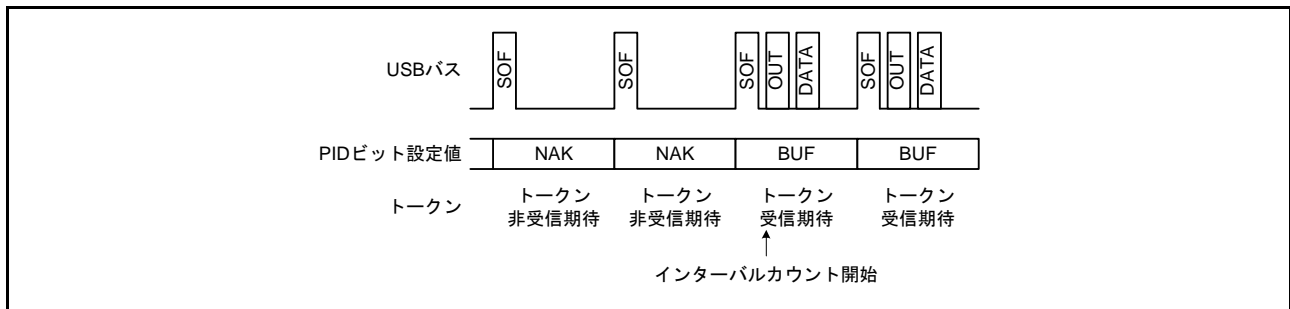 USBバス
SOF
SOF
SOF
OUT
DATA
SOF
OUT
DATA
PIDビット設定値
NAK
NAK
BUF
BUF
トークン
トークン
非受信期待
トークン
非受信期待
トークン
受信期待
トークン
受信期待
インターバルカウント開始